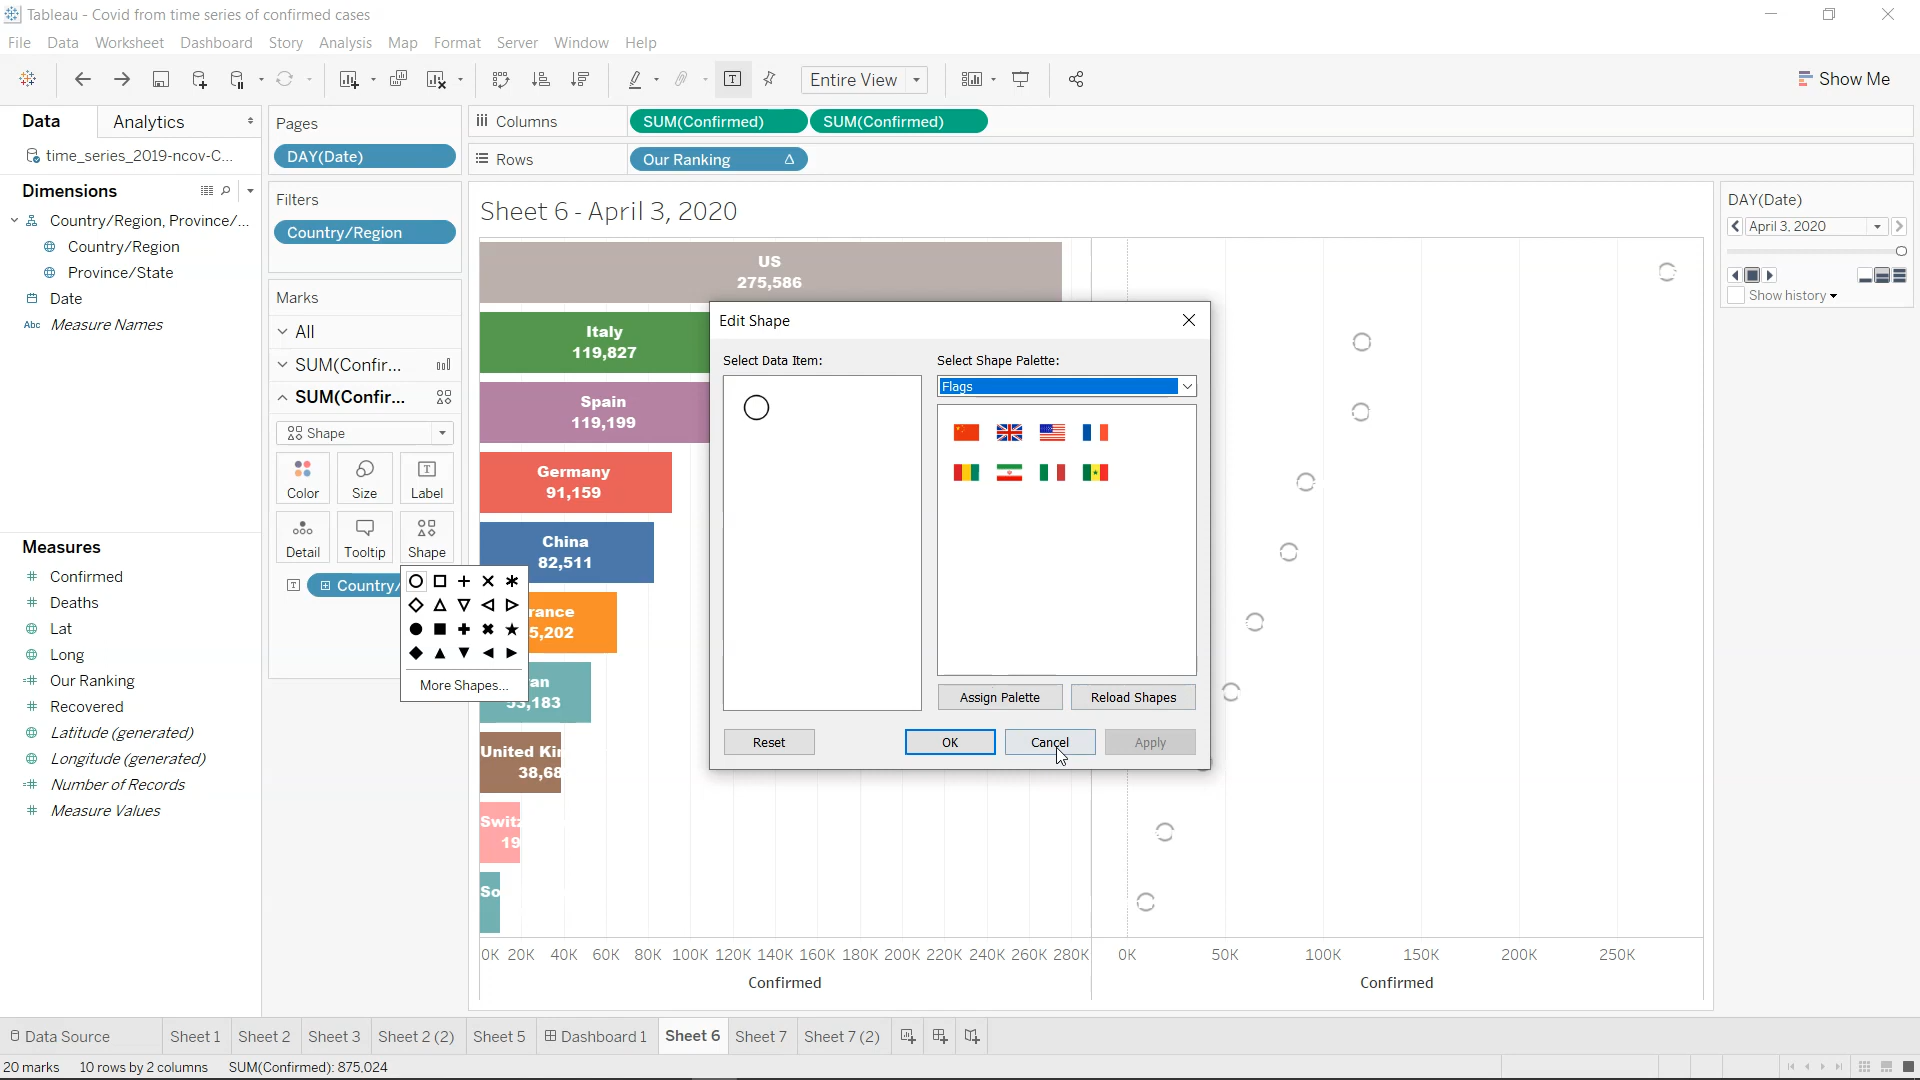 Tableau - Covid from time series of confirmed cases
File Data Worksheet Dashboard Story Analysis Map Format Server Window Help
Entire View
Show Me
Data Analytics
time_series_2019-ncov-C...
Dimensions
Country/Region, Province/...
Country/Region
Province/State
Date
Abc Measure Names
Measures
Confirmed
Deaths
Lat
Long
Our Ranking
Recovered
Latitude (generated)
Longitude (generated)
Number of Records
Measure Values
Pages
DAY(Date)
Filters
Country/Region
Marks
All
SUM(Confir...
SUM(Confir...
Shape
Color Size Label
Detail Tooltip Shape
Country/
More Shapes...
Columns SUM(Confirmed) SUM(Confirmed)
Rows Our Ranking
Sheet 6 - April 3, 2020
US
275,586
Italy
119,827
Spain
119,199
Germany
91,159
China
82,511
rance
5,202
an
53,183
United Ki
38,68
Swit
19
So
0K 20K 40K 60K 80K 100K 120K 140K 160K 180K 200K 220K 240K 260K 280K
Confirmed
0K 50K 100K 150K 200K 250K
Confirmed
Edit Shape
Select Data Item:
Select Shape Palette:
Flags
Assign Palette Reload Shapes
Reset OK Cancel Apply
DAY(Date)
April 3, 2020
Show history
Data Source Sheet 1 Sheet 2 Sheet 3 Sheet 2 (2) Sheet 5 Dashboard 1 Sheet 6 Sheet 7 Sheet 7 (2)
20 marks 10 rows by 2 columns SUM(Confirmed): 875,024